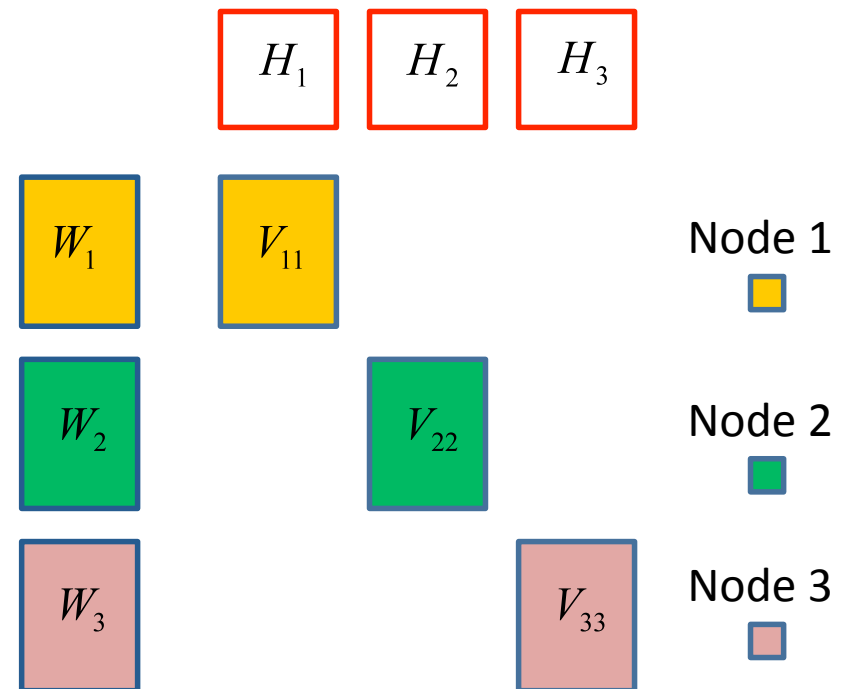 H₁ H₂ H₃
W₁ V₁₁ Node 1
W₂ V₂₂ Node 2
W₃ V₃₃ Node 3